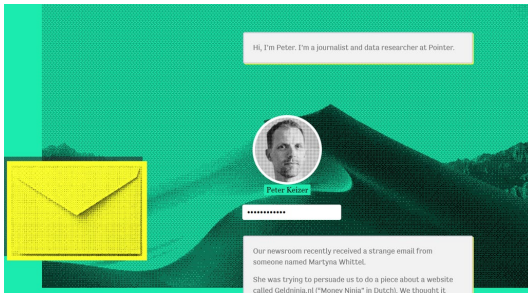 Hi, I'm Peter. I'm a journalist and data researcher at Pointer.
Peter Keizer
Our newsroom recently received a strange email from
someone named Martyna Whittel.
She was trying to persuade us to do a piece about a website
called Geldninja.nl ("Money Ninja" in Dutch). We thought it